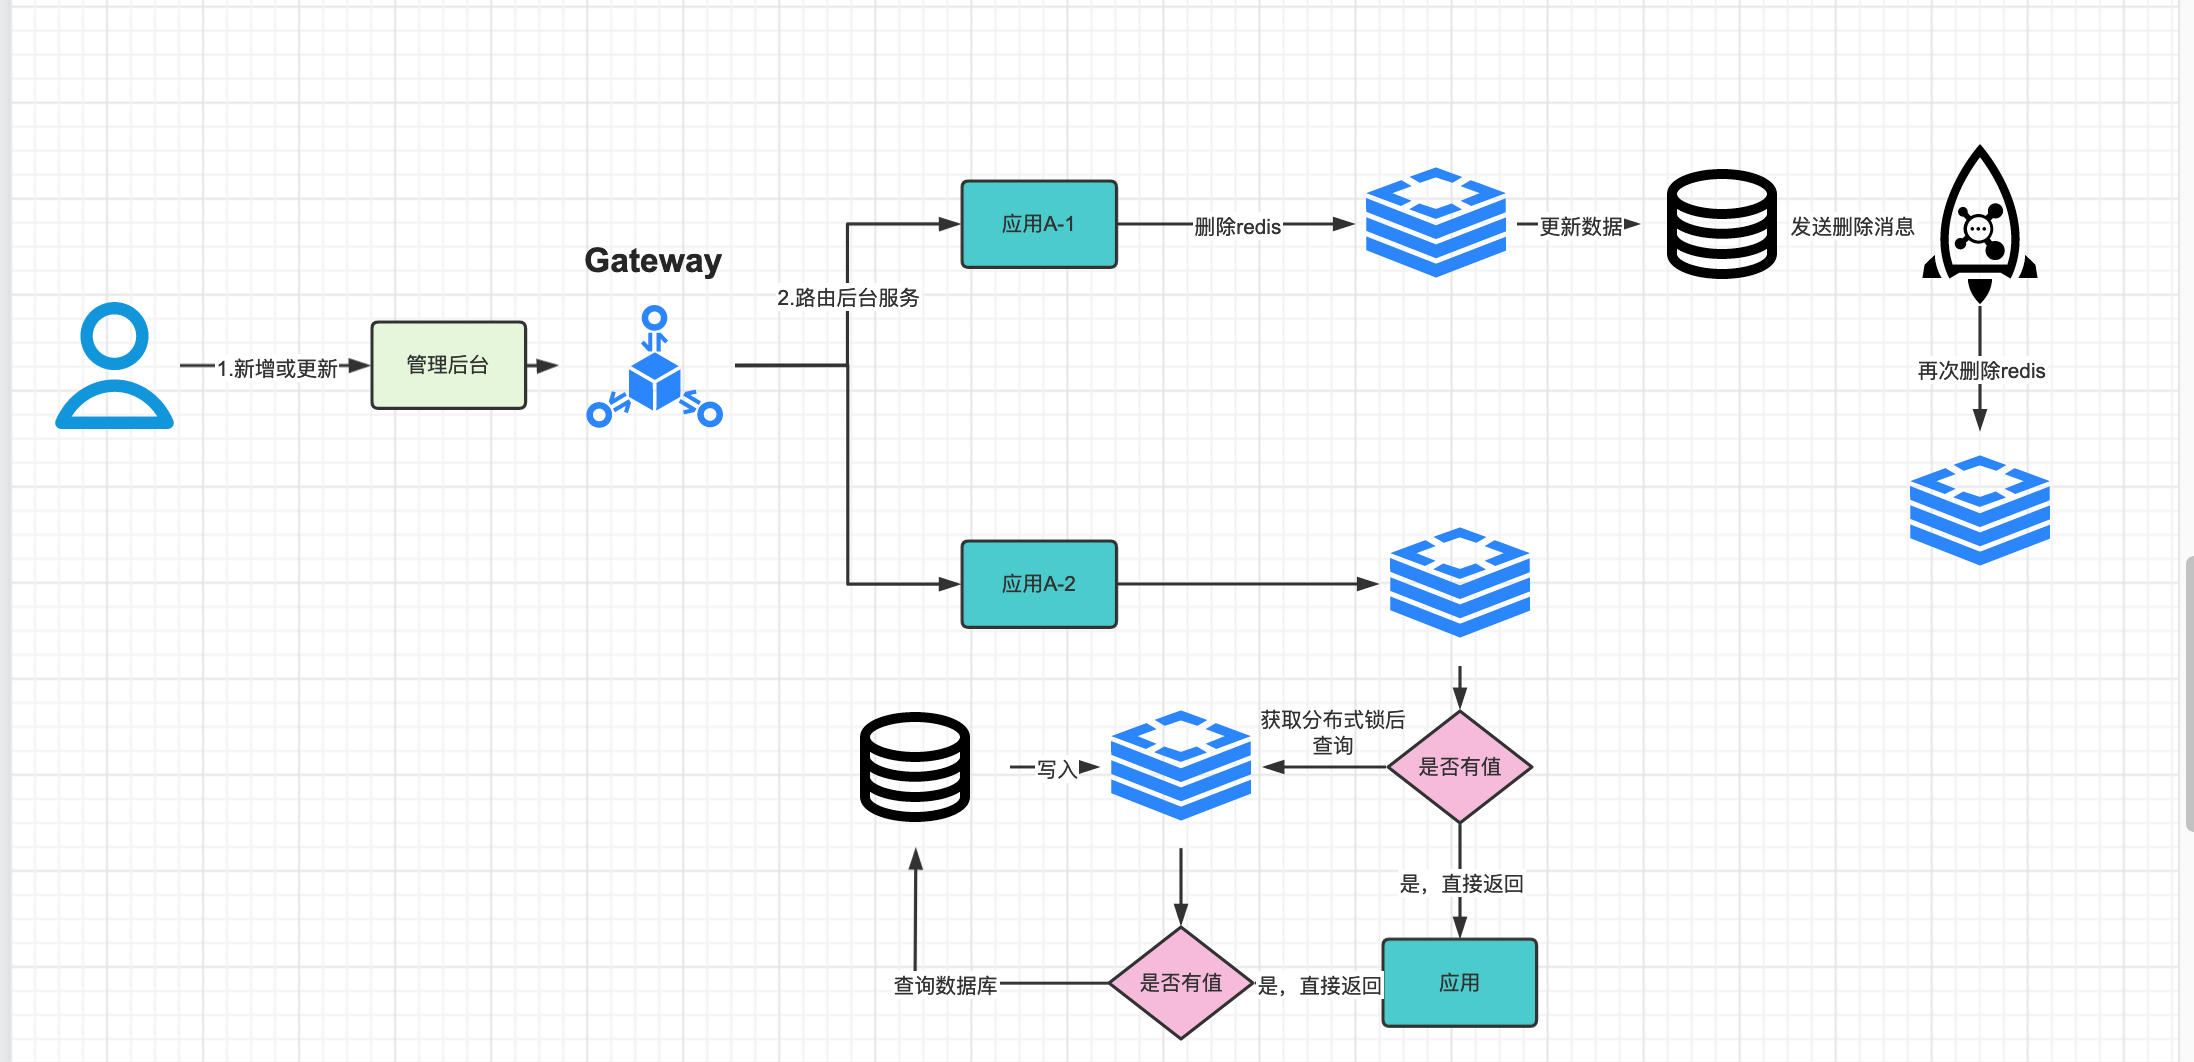 应用A-1
删除redis
更新数据
发送删除消息
Gateway
2.路由后台服务
1.新增或更新
管理后台
再次删除redis
应用A-2
获取分布式锁后
查询
写入
是否有值
是，直接返回
查询数据库
是否有值
是，直接返回
应用